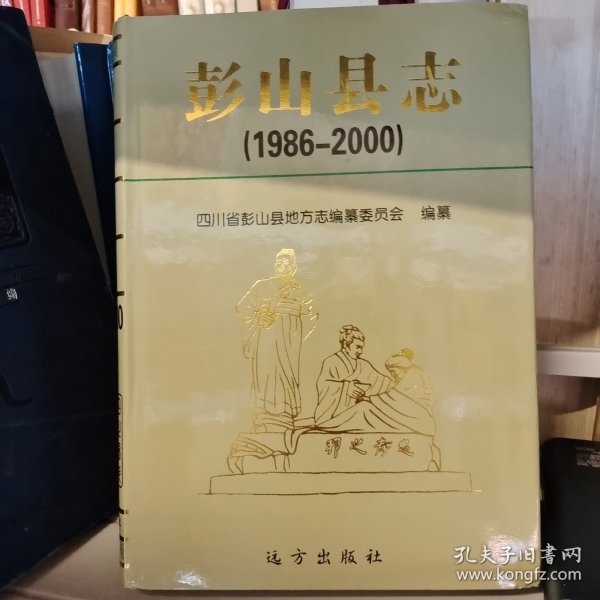 彭山县志
(1986-2000)
四川省彭山县地方志编纂委员会 编纂
远方出版社
孔夫子旧书网
www.kongfz.com